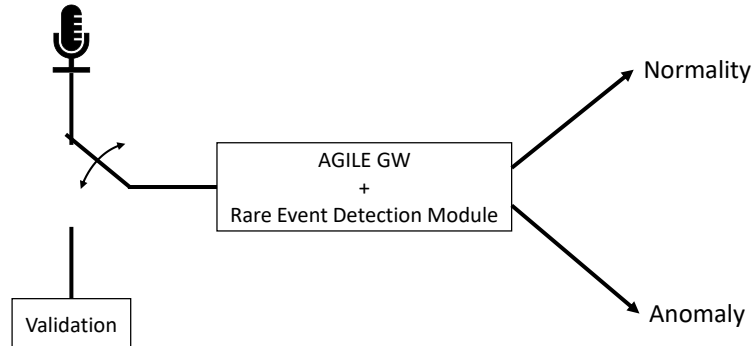 Normality
AGILE GW
+
Rare Event Detection Module
Anomaly
Validation